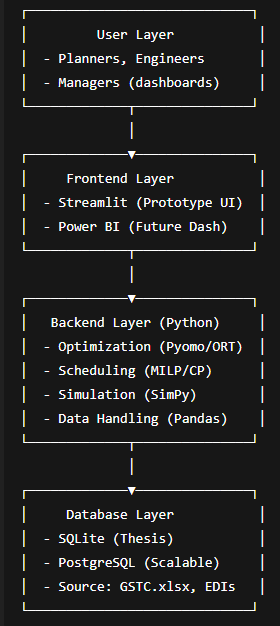 User Layer
- Planners, Engineers
- Managers (dashboards)
Frontend Layer
- Streamlit (Prototype UI)
- Power BI (Future Dash)
Backend Layer (Python)
- Optimization (Pyomo/ORT)
- Scheduling (MILP/CP)
- Simulation (SimPy)
- Data Handling (Pandas)
Database Layer
- SQLite (Thesis)
- PostgreSQL (Scalable)
- Source: GSTC.xlsx, EDIs